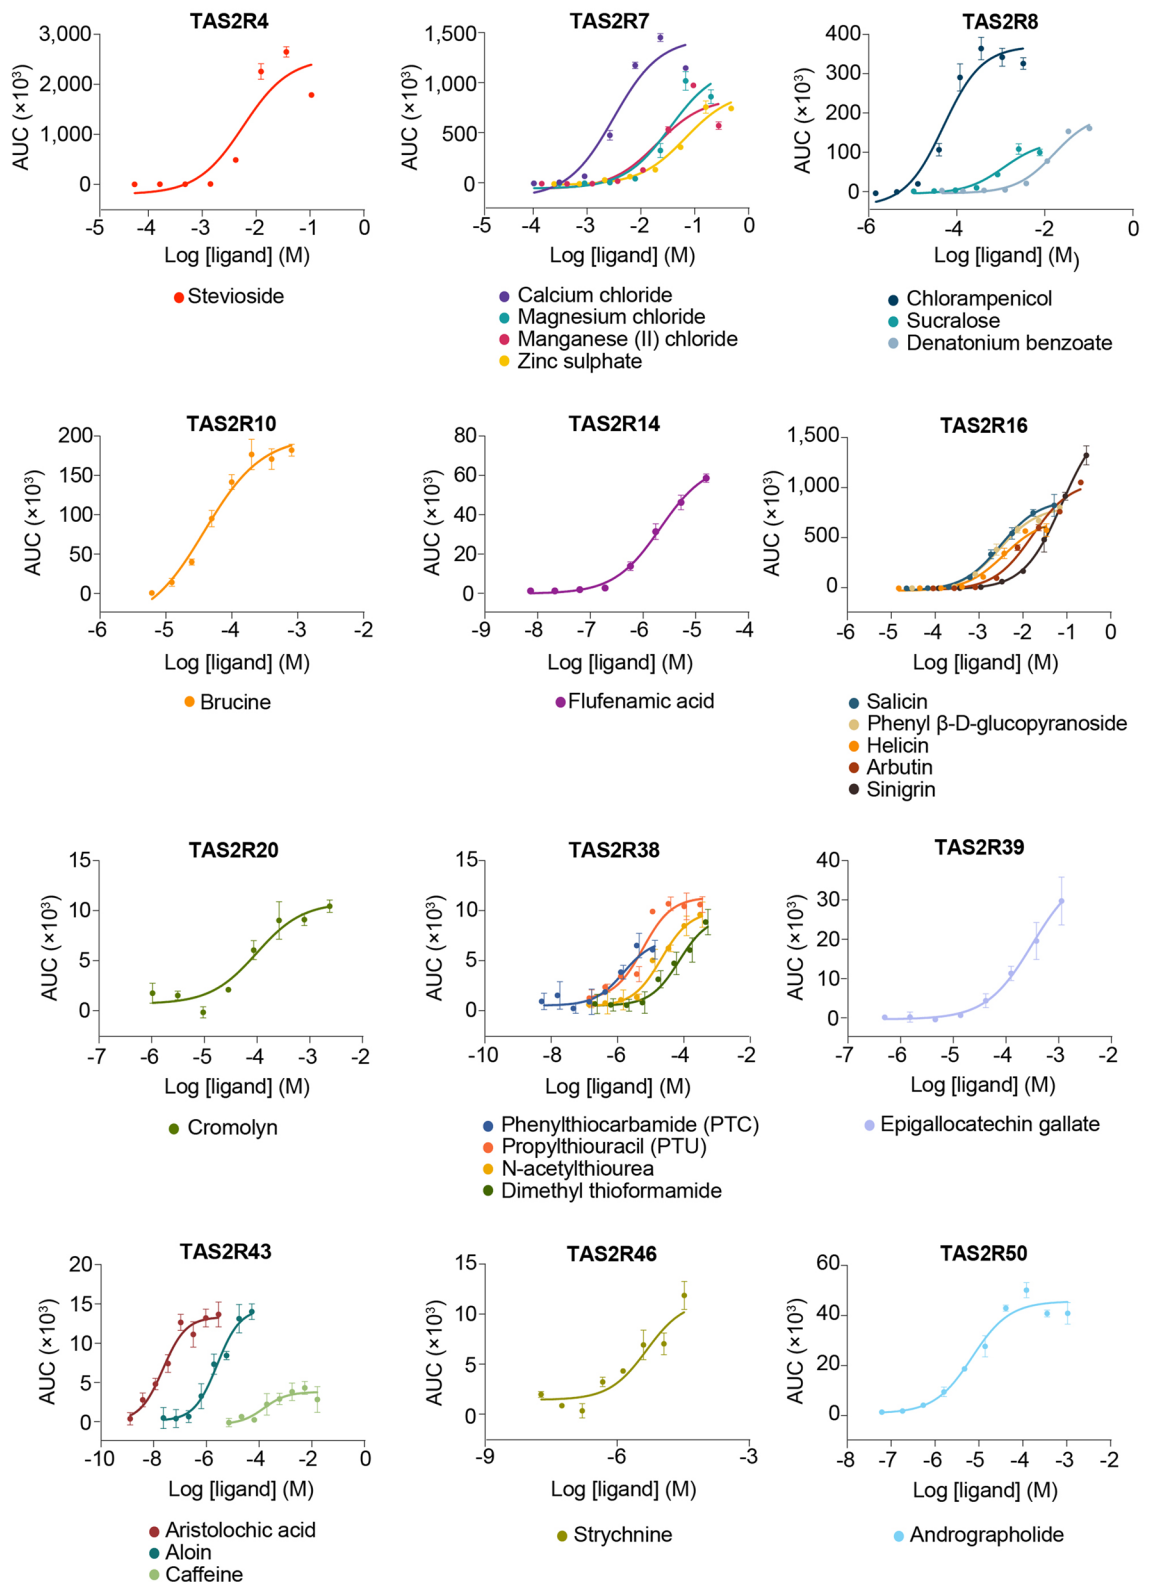 TAS2R4
3,000
2,000
1,000
0
AUC (×10³)
-5 -4 -3 -2 -1 0
Log [ligand] (M)
Stevioside
TAS2R7
1,500
1,000
500
0
AUC (×10³)
-5 -4 -3 -2 -1 0
Log [ligand] (M)
Calcium chloride
Magnesium chloride
Manganese (II) chloride
Zinc sulphate
TAS2R8
400
300
200
100
0
AUC (×10³)
-6 -4 -2 0
Log [ligand] (M)
Chlorampenicol
Sucralose
Denatonium benzoate
TAS2R10
200
150
100
50
0
AUC (×10³)
-6 -5 -4 -3 -2
Log [ligand] (M)
Brucine
TAS2R14
80
60
40
20
0
AUC (×10³)
-9 -8 -7 -6 -5 -4
Log [ligand] (M)
Flufenamic acid
TAS2R16
1,500
1,000
500
0
AUC (×10³)
-6 -5 -4 -3 -2 -1 0
Log [ligand] (M)
Salicin
Phenyl β-D-glucopyranoside
Helicin
Arbutin
Sinigrin
TAS2R20
15
10
5
0
AUC (×10³)
-7 -6 -5 -4 -3 -2
Log [ligand] (M)
Cromolyn
TAS2R38
15
10
5
0
AUC (×10³)
-10 -8 -6 -4 -2
Log [ligand] (M)
Phenylthiocarbamide (PTC)
Propylthiouracil (PTU)
N-acetylthiourea
Dimethyl thioformamide
TAS2R39
40
30
20
10
0
AUC (×10³)
-7 -6 -5 -4 -3 -2
Log [ligand] (M)
Epigallocatechin gallate
TAS2R43
20
15
10
5
0
AUC (×10³)
-10 -8 -6 -4 -2 0
Log [ligand] (M)
Aristolochic acid
Aloin
Caffeine
TAS2R46
15
10
5
0
AUC (×10³)
-9 -6 -3
Log [ligand] (M)
Strychnine
TAS2R50
60
40
20
0
AUC (×10³)
-8 -7 -6 -5 -4 -3 -2
Log [ligand] (M)
Andrographolide